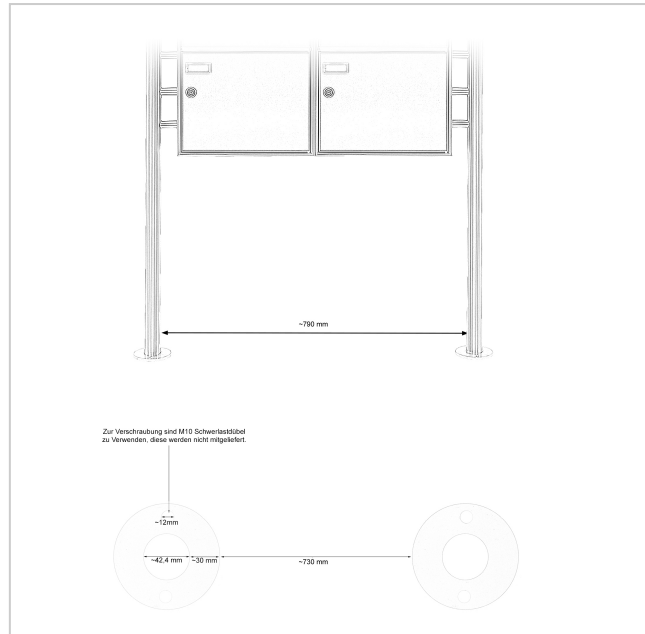 ~790 mm
Zur Verschraubung sind M10 Schwerlastdübel
zu Verwenden, diese werden nicht mitgeliefert.
~12mm
~42,4 mm
~30 mm
~730 mm